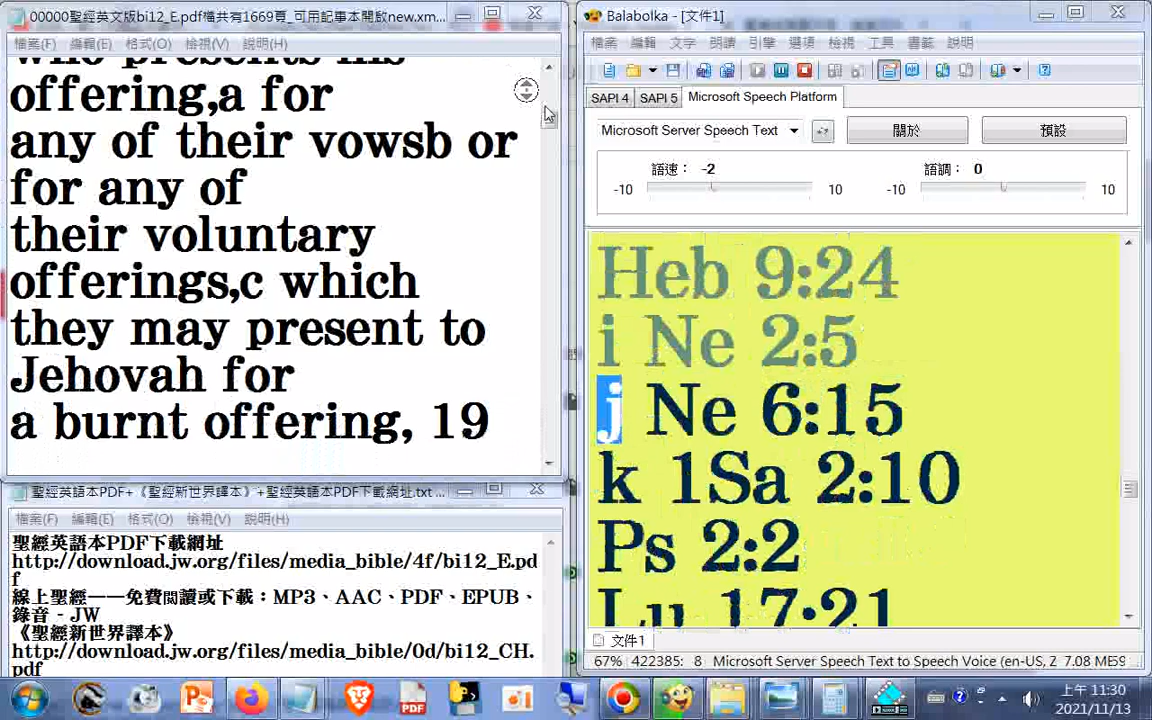 00000聖經英文版bi12_E.pdf檔共有1669頁_可用記事本開啟new.xm...
檔案(F) 編輯(E) 格式(O) 檢視(V) 說明(H)
who presents his
offering,a for
any of their vowsb or
for any of
their voluntary
offerings,c which
they may present to
Jehovah for
a burnt offering, 19
聖經英語本PDF+《聖經新世界譯本》+聖經英語本PDF下載網址.txt ...
檔案(F) 編輯(E) 格式(O) 檢視(V) 說明(H)
聖經英語本PDF下載網址
http://download.jw.org/files/media_bible/4f/bi12_E.pd
f
線上聖經──免費閱讀或下載：MP3、AAC、PDF、EPUB、
錄音 - JW
《聖經新世界譯本》
http://download.jw.org/files/media_bible/0d/bi12_CH.
pdf
Balabolka - [文件1]
檔案 編輯 文字 朗讀 引擎 選項 檢視 工具 書籤 說明
SAPI 4 SAPI 5 Microsoft Speech Platform
Microsoft Server Speech Text 關於 預設
語速： -2 語調： 0
-10 10 -10 10
Heb 9:24
i Ne 2:5
j Ne 6:15
k 1Sa 2:10
Ps 2:2
Lu 17:21
文件1
67% 422385: 8 Microsoft Server Speech Text to Speech Voice (en-US, 2 7.08 MB
上午 11:30
2021/11/13